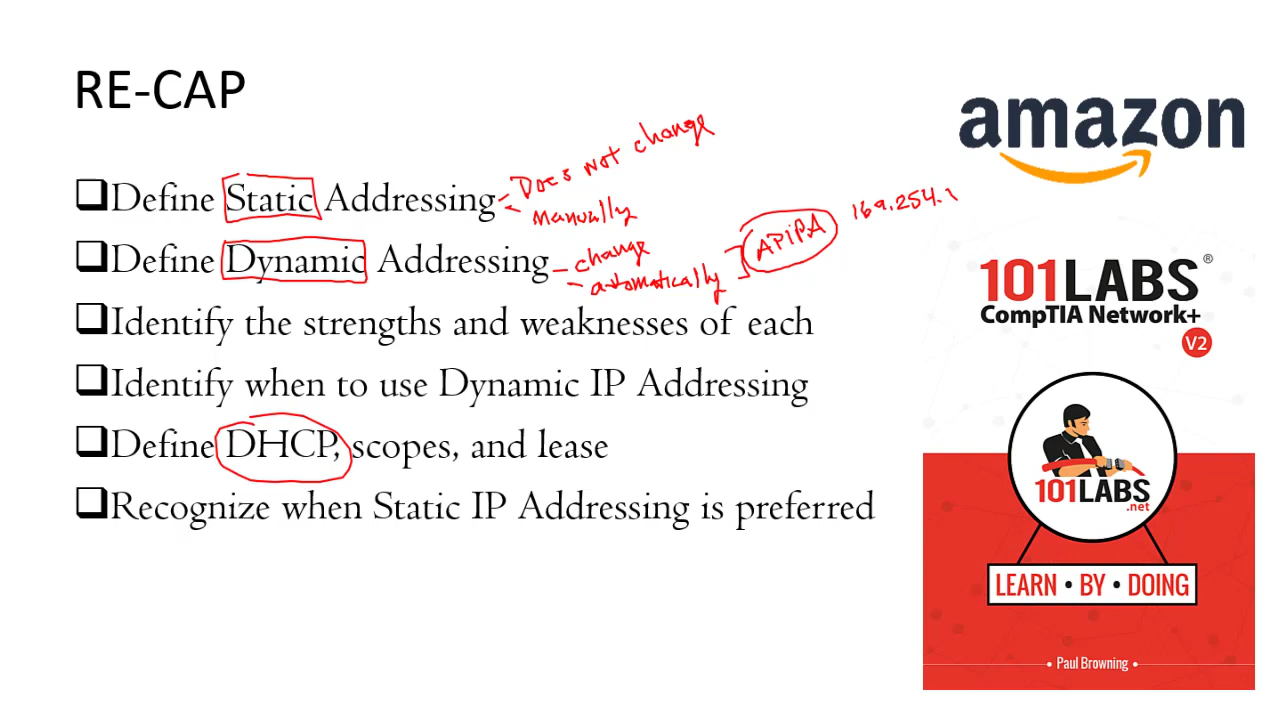 RE-CAP
❑Define Static Addressing
Does not change
manually
❑Define Dynamic Addressing
change
automatically
APIPA
169.254.
❑Identify the strengths and weaknesses of each
❑Identify when to use Dynamic IP Addressing
❑Define DHCP, scopes, and lease
❑Recognize when Static IP Addressing is preferred
amazon
101LABS®
CompTIA Network+
V2
101LABS
.net
LEARN • BY • DOING
• Paul Browning •